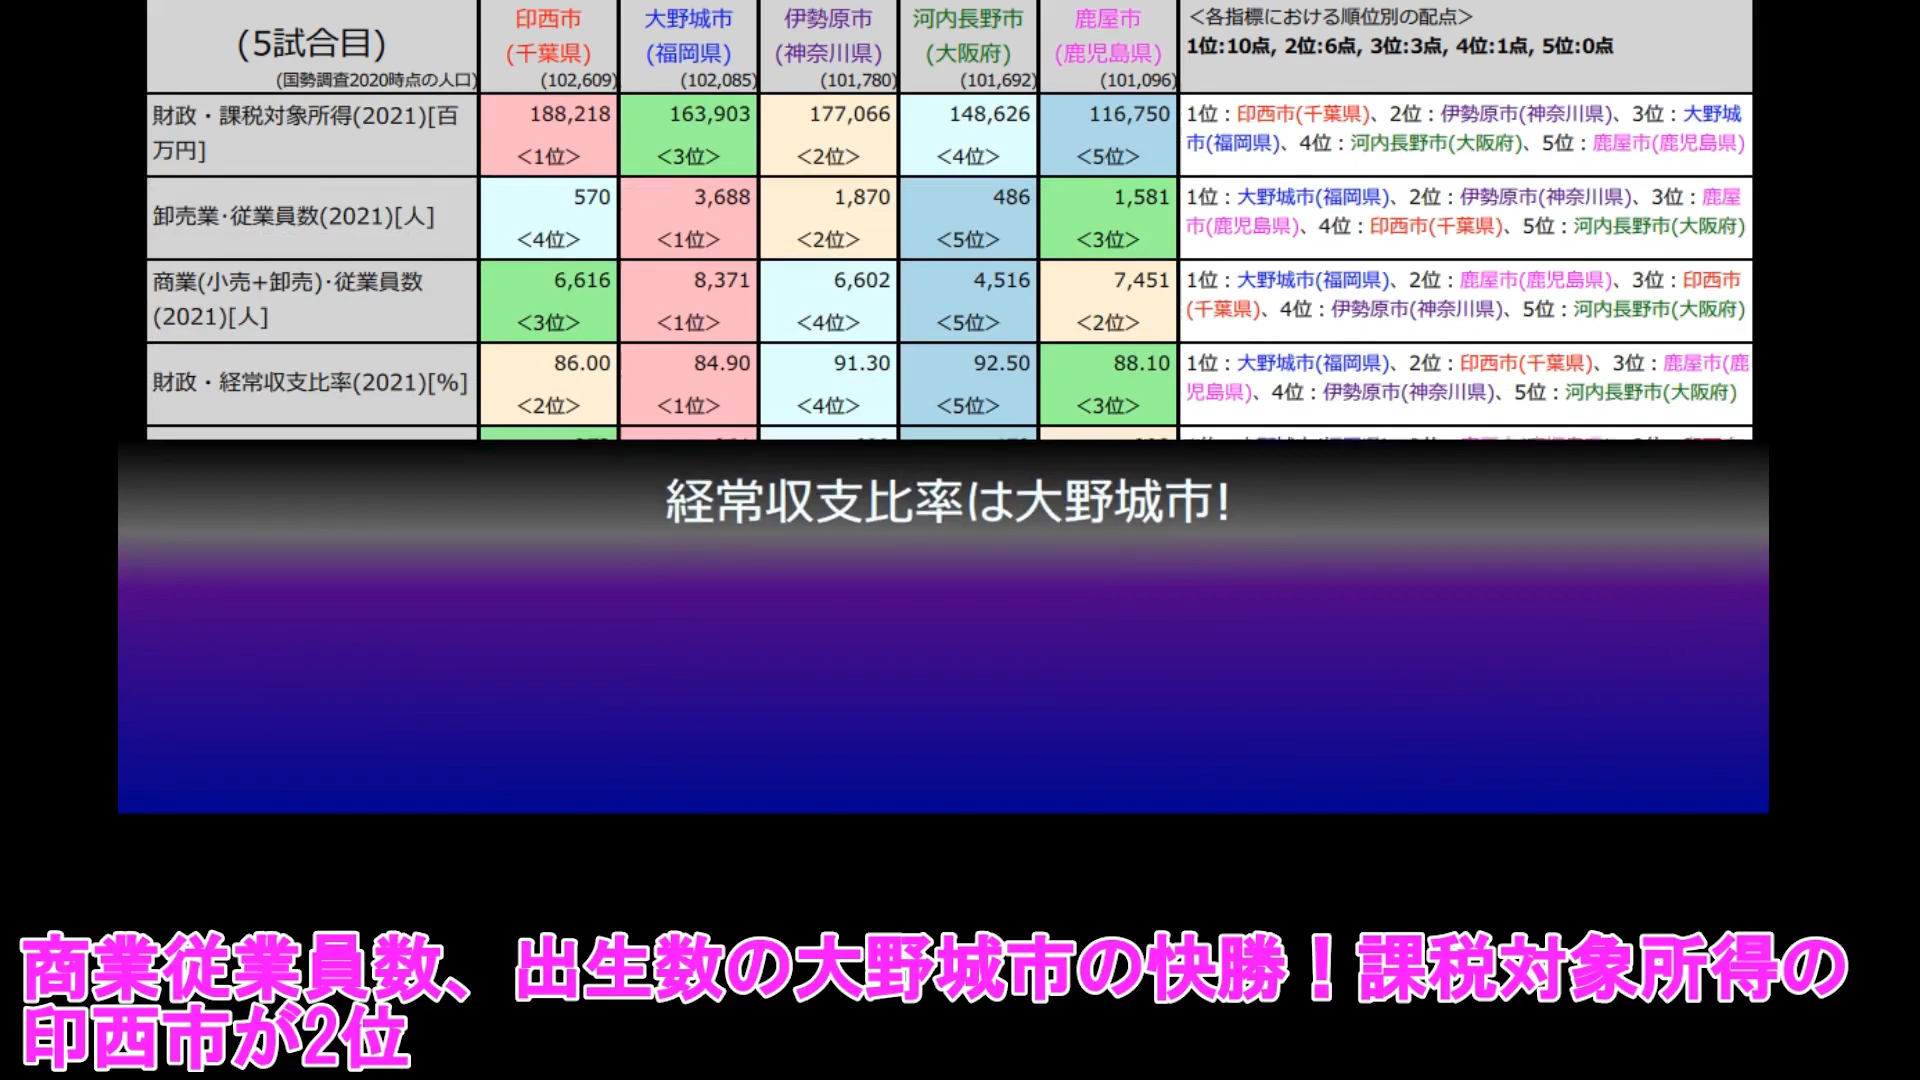 (5試合目)
(国勢調査2020時点の人口)
印西市
(千葉県)
(102,609)
大野城市
(福岡県)
(102,085)
伊勢原市
(神奈川県)
(101,780)
河内長野市
(大阪府)
(101,692)
鹿屋市
(鹿児島県)
(101,096)
＜各指標における順位別の配点＞
1位:10点, 2位:6点, 3位:3点, 4位:1点, 5位:0点
財政・課税対象所得(2021)[百
万円]
188,218
<1位>
163,903
<3位>
177,066
<2位>
148,626
<4位>
116,750
<5位>
1位：印西市(千葉県)、2位：伊勢原市(神奈川県)、3位：大野城
市(福岡県)、4位：河内長野市(大阪府)、5位：鹿屋市(鹿児島県)
卸売業･従業員数(2021)[人]
570
<4位>
3,688
<1位>
1,870
<2位>
486
<5位>
1,581
<3位>
1位：大野城市(福岡県)、2位：伊勢原市(神奈川県)、3位：鹿屋
市(鹿児島県)、4位：印西市(千葉県)、5位：河内長野市(大阪府)
商業(小売+卸売)･従業員数
(2021)[人]
6,616
<3位>
8,371
<1位>
6,602
<4位>
4,516
<5位>
7,451
<2位>
1位：大野城市(福岡県)、2位：鹿屋市(鹿児島県)、3位：印西市
(千葉県)、4位：伊勢原市(神奈川県)、5位：河内長野市(大阪府)
財政・経常収支比率(2021)[%]
86.00
<2位>
84.90
<1位>
91.30
<4位>
92.50
<5位>
88.10
<3位>
1位：大野城市(福岡県)、2位：印西市(千葉県)、3位：鹿屋市(鹿
児島県)、4位：伊勢原市(神奈川県)、5位：河内長野市(大阪府)
経常収支比率は大野城市!
商業従業員数、出生数の大野城市の快勝！課税対象所得の
印西市が2位